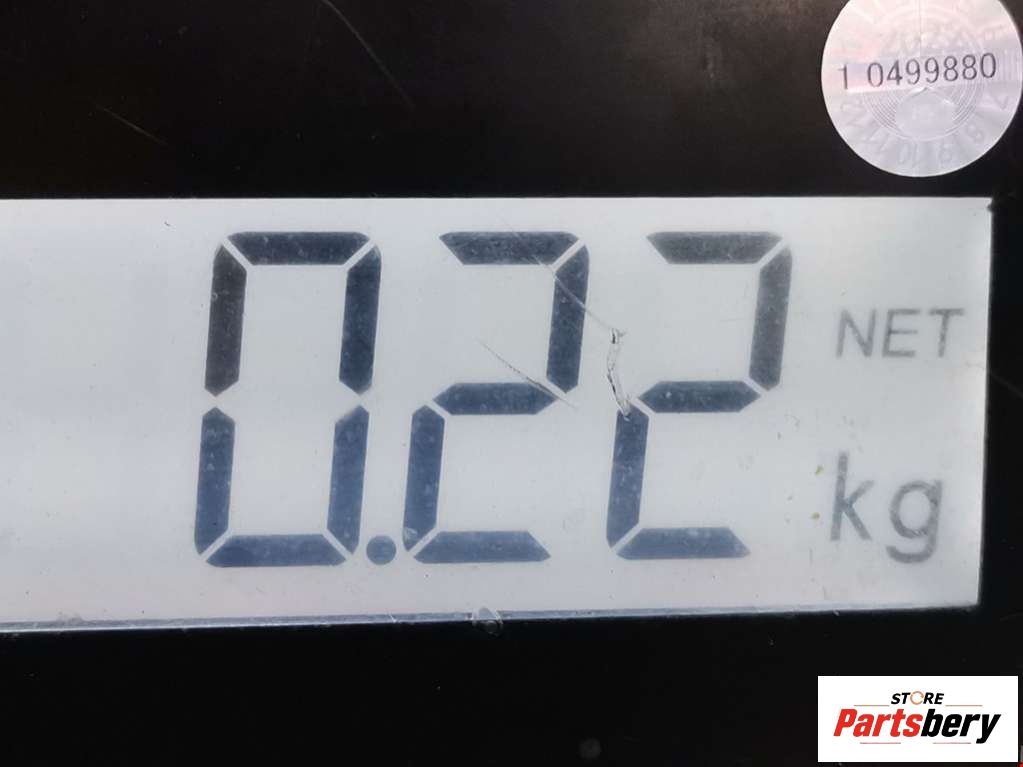 1 0499880
0.22
NET
kg
STORE
Partsbery